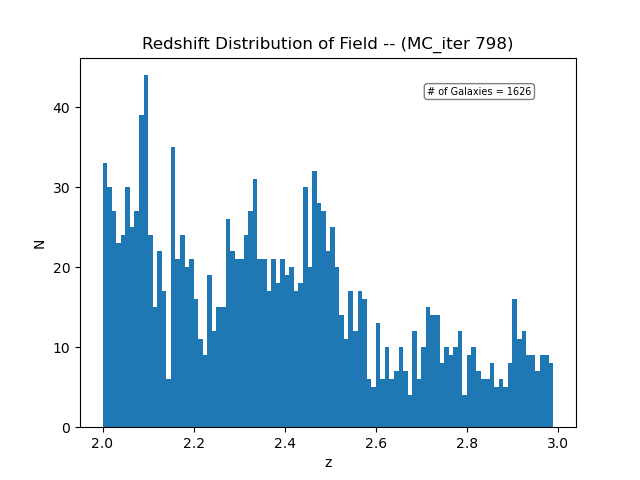 Redshift Distribution of Field -- (MC_iter 798)
# of Galaxies = 1626
40
30
20
10
0
N
2.0 2.2 2.4 2.6 2.8 3.0
z